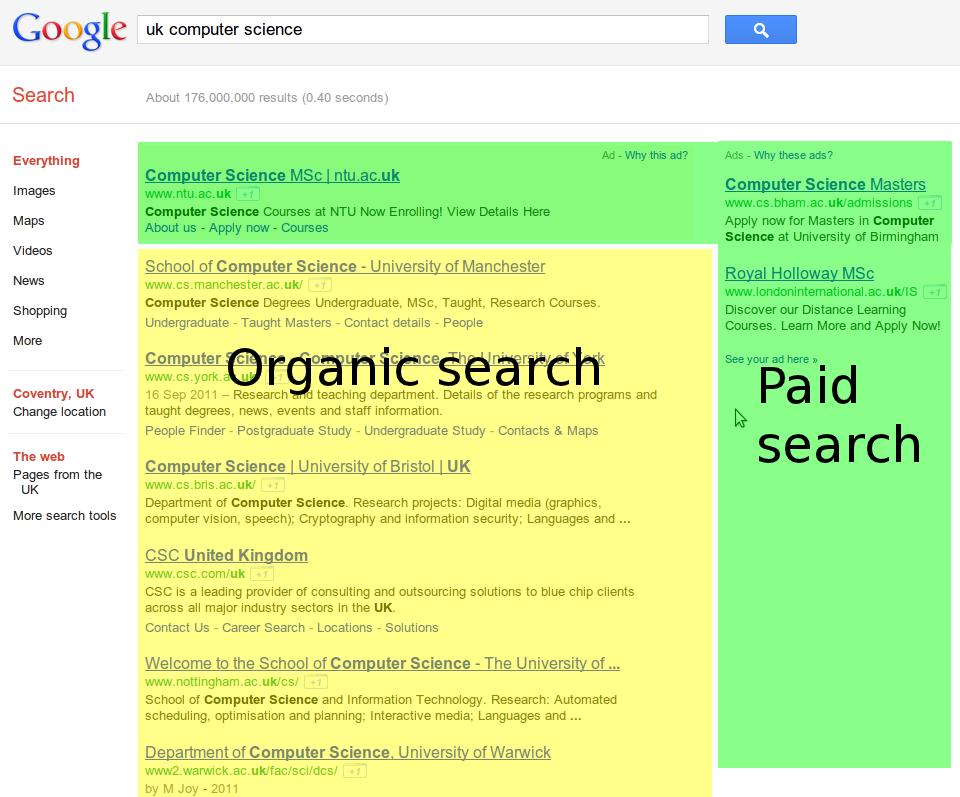 Google
uk computer science
Search
About 176,000,000 results (0.40 seconds)
Everything
Images
Maps
Videos
News
Shopping
More
Coventry, UK
Change location
The web
Pages from the
UK
More search tools
Ad - Why this ad?
Computer Science MSc | ntu.ac.uk
www.ntu.ac.uk +1
Computer Science Courses at NTU Now Enrolling! View Details Here
About us - Apply now - Courses
School of Computer Science - University of Manchester
www.cs.manchester.ac.uk/ +1
Computer Science Degrees Undergraduate, MSc, Taught, Research Courses.
Undergraduate - Taught Masters - Contact details - People
Computer Science - Computer Science, The University of York
www.cs.york.ac.uk
Organic search
16 Sep 2011 – Research and teaching department. Details of the research programs and
taught degrees, news, events and staff information.
People Finder - Postgraduate Study - Undergraduate Study - Contacts & Maps
Computer Science | University of Bristol | UK
www.cs.bris.ac.uk/ +1
Department of Computer Science. Research projects: Digital media (graphics,
computer vision, speech); Cryptography and information security; Languages and ...
CSC United Kingdom
www.csc.com/uk +1
CSC is a leading provider of consulting and outsourcing solutions to blue chip clients
across all major industry sectors in the UK.
Contact Us - Career Search - Locations - Solutions
Welcome to the School of Computer Science - The University of ...
www.nottingham.ac.uk/cs/ +1
School of Computer Science and Information Technology. Research: Automated
scheduling, optimisation and planning; Interactive media; Languages and ...
Department of Computer Science, University of Warwick
www2.warwick.ac.uk/fac/sci/dcs/ +1
by M Joy - 2011
Ads - Why these ads?
Computer Science Masters
www.cs.bham.ac.uk/admissions +1
Apply now for Masters in Computer
Science at University of Birmingham
Royal Holloway MSc
www.londoninternational.ac.uk/IS +1
Discover our Distance Learning
Courses. Learn More and Apply Now!
See your ad here »
Paid
search